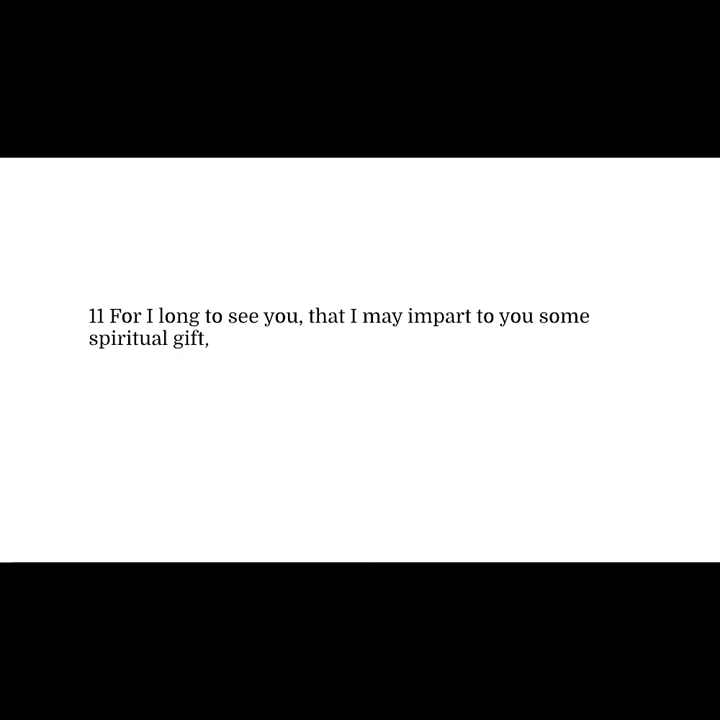 11 For I long to see you, that I may impart to you some
spiritual gift,